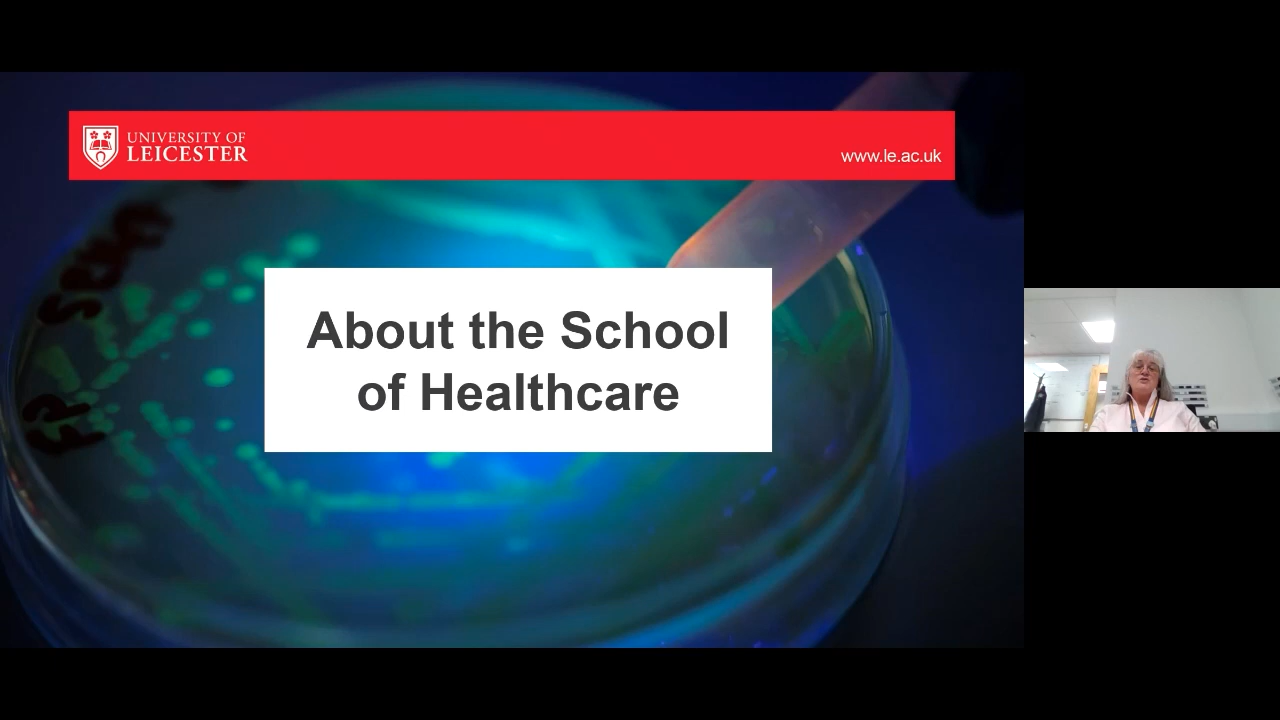 UNIVERSITY OF
LEICESTER
www.le.ac.uk
About the School
of Healthcare